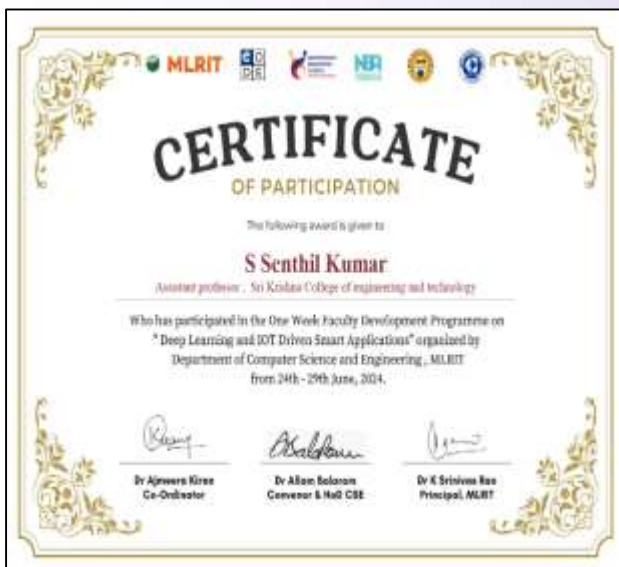 MLRIT
CODE
NBA
CERTIFICATE
OF PARTICIPATION
The following award is given to
S Senthil Kumar
Assistant professor , Sri Krishna College of engineering and technology
Who has participated in the One Week Faculty Development Programme on
" Deep Learning and IOT Driven Smart Applications" organized by
Department of Computer Science and Engineering , MLRIT
from 24th - 29th June, 2024.
Dr Ajmeera Kiran
Dr Allam Balaram
Dr K Srinivas Rao
Co-Ordinator
Convenor & HoD CSE
Principal, MLRIT